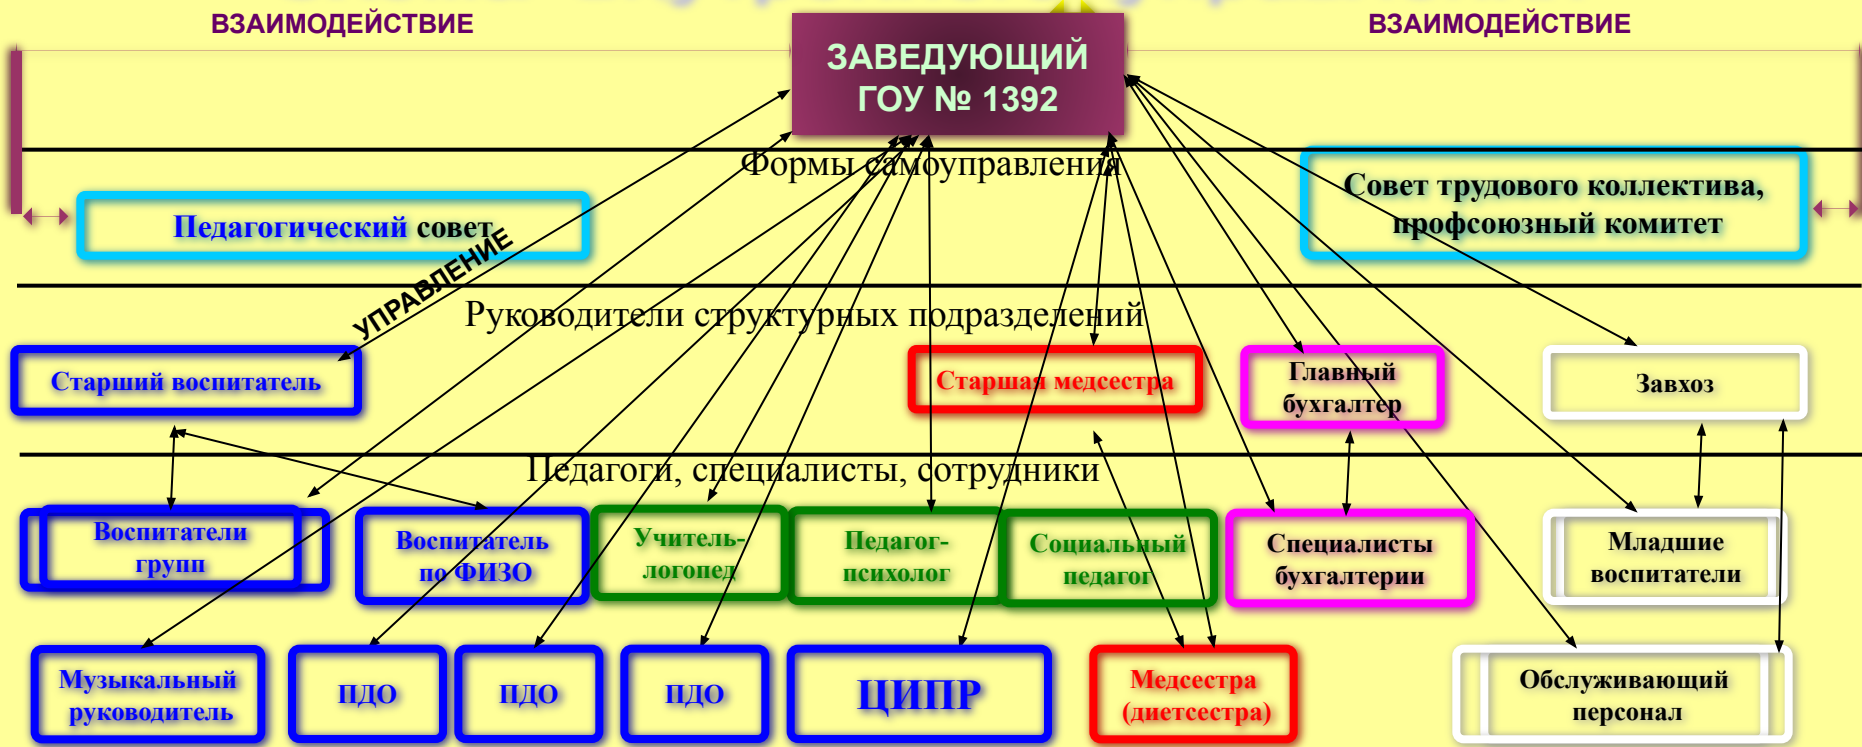 ВЗАИМОДЕЙСТВИЕ
ВЗАИМОДЕЙСТВИЕ
ЗАВЕДУЮЩИЙ
ГОУ № 1392
Формы самоуправления
Педагогический совет
Совет трудового коллектива,
профсоюзный комитет
УПРАВЛЕНИЕ
Руководители структурных подразделений
Старший воспитатель
Старшая медсестра
Главный
бухгалтер
Завхоз
Педагоги, специалисты, сотрудники
Воспитатели
групп
Воспитатель
по ФИЗО
Учитель-
логопед
Педагог-
психолог
Социальный
педагог
Специалисты
бухгалтерии
Младшие
воспитатели
Музыкальный
руководитель
ПДО
ПДО
ПДО
ЦИПР
Медсестра
(диетсестра)
Обслуживающий
персонал